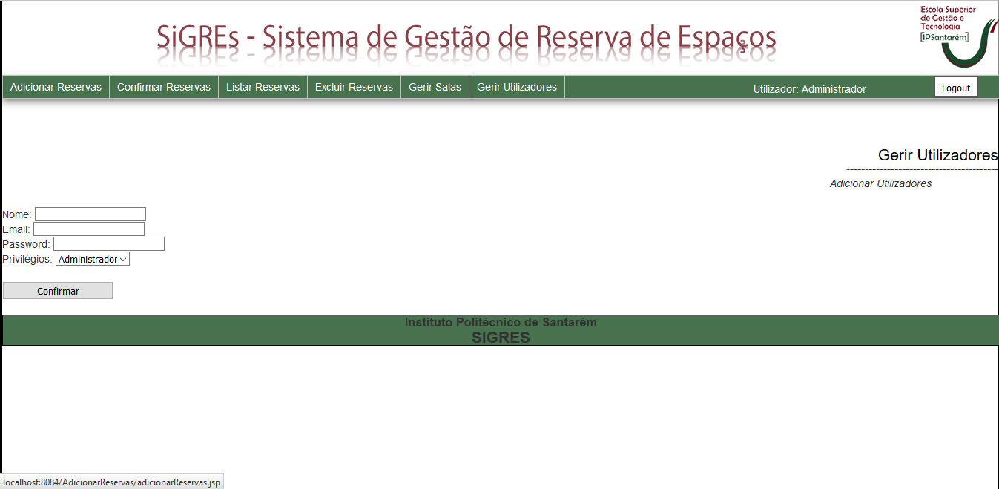 SiGREs - Sistema de Gestão de Reserva de Espaços
Escola Superior
de Gestão e
Tecnologia
[IPSantarém]
Adicionar Reservas Confirmar Reservas Listar Reservas Excluir Reservas Gerir Salas Gerir Utilizadores Utilizador: Administrador Logout
Gerir Utilizadores
-----------------------------------------
Adicionar Utilizadores
Nome:
Email:
Password:
Privilégios: Administrador
Confirmar
Instituto Politécnico de Santarém
SIGRES
localhost:8084/AdicionarReservas/adicionarReservas.jsp